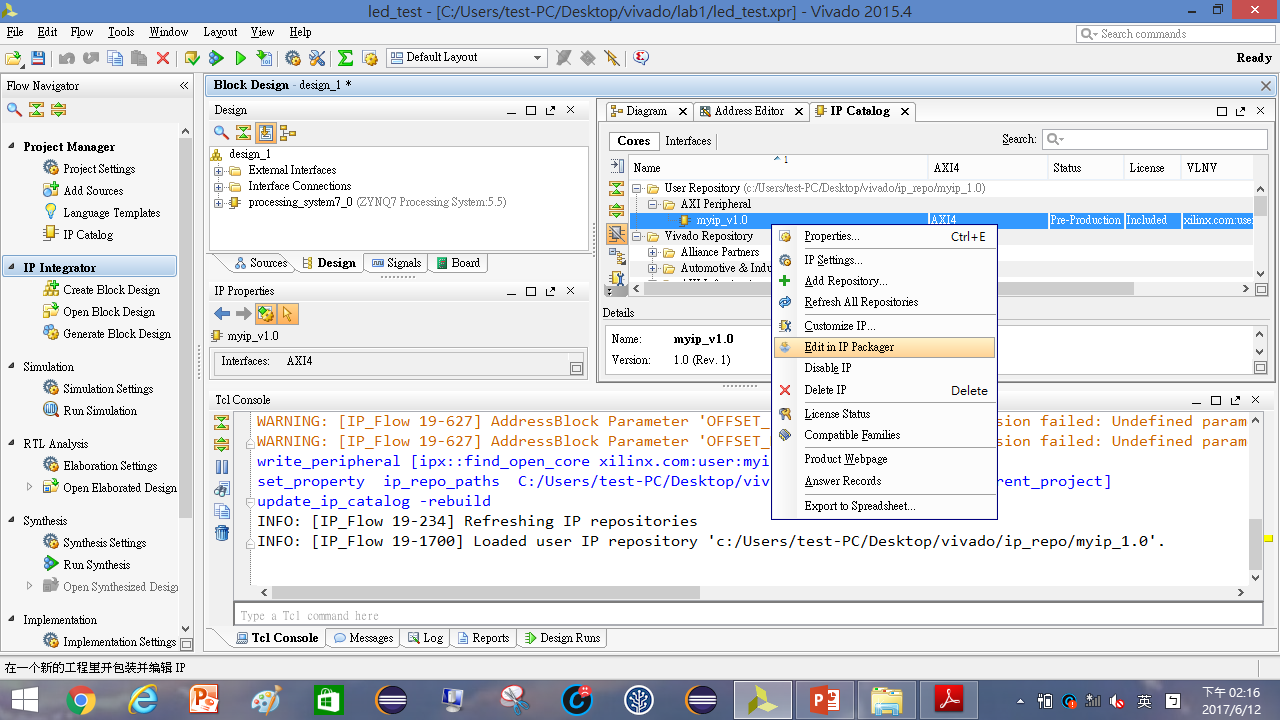 led_test - [C:/Users/test-PC/Desktop/vivado/lab1/led_test.xpr] - Vivado 2015.4
File Edit Flow Tools Window Layout View Help
Search commands
Default Layout
Ready
Flow Navigator
Project Manager
Project Settings
Add Sources
Language Templates
IP Catalog
IP Integrator
Create Block Design
Open Block Design
Generate Block Design
Simulation
Simulation Settings
Run Simulation
RTL Analysis
Elaboration Settings
Open Elaborated Design
Synthesis
Synthesis Settings
Run Synthesis
Open Synthesized Desig
Implementation
Implementation Settings
Block Design - design_1 *
Design
design_1
External Interfaces
Interface Connections
processing_system7_0 (ZYNQ7 Processing System:5.5)
Sources Design Signals Board
IP Properties
myip_v1.0
Interfaces: AXI4
Diagram Address Editor IP Catalog
Cores Interfaces Search:
Name 1 AXI4 Status License VLNV
User Repository (c:/Users/test-PC/Desktop/vivado/ip_repo/myip_1.0)
AXI Peripheral
myip_v1.0 AXI4 Pre-Production Included xilinx.com:user
Vivado Repository
Alliance Partners
Automotive & Indu
Details
Name: myip_v1.0
Version: 1.0 (Rev. 1)
Properties... Ctrl+E
IP Settings...
Add Repository...
Refresh All Repositories
Customize IP...
Edit in IP Packager
Disable IP
Delete IP Delete
License Status
Compatible Families
Product Webpage
Answer Records
Export to Spreadsheet...
Tcl Console
WARNING: [IP_Flow 19-627] AddressBlock Parameter 'OFFSET_ sion failed: Undefined param
WARNING: [IP_Flow 19-627] AddressBlock Parameter 'OFFSET_ sion failed: Undefined param
write_peripheral [ipx::find_open_core xilinx.com:user:myi
set_property ip_repo_paths C:/Users/test-PC/Desktop/viv rent_project]
update_ip_catalog -rebuild
INFO: [IP_Flow 19-234] Refreshing IP repositories
INFO: [IP_Flow 19-1700] Loaded user IP repository 'c:/Users/test-PC/Desktop/vivado/ip_repo/myip_1.0'.
Type a Tcl command here
Tcl Console Messages Log Reports Design Runs
在一个新的工程里开包装并编辑 IP
英
下午 02:16
2017/6/12